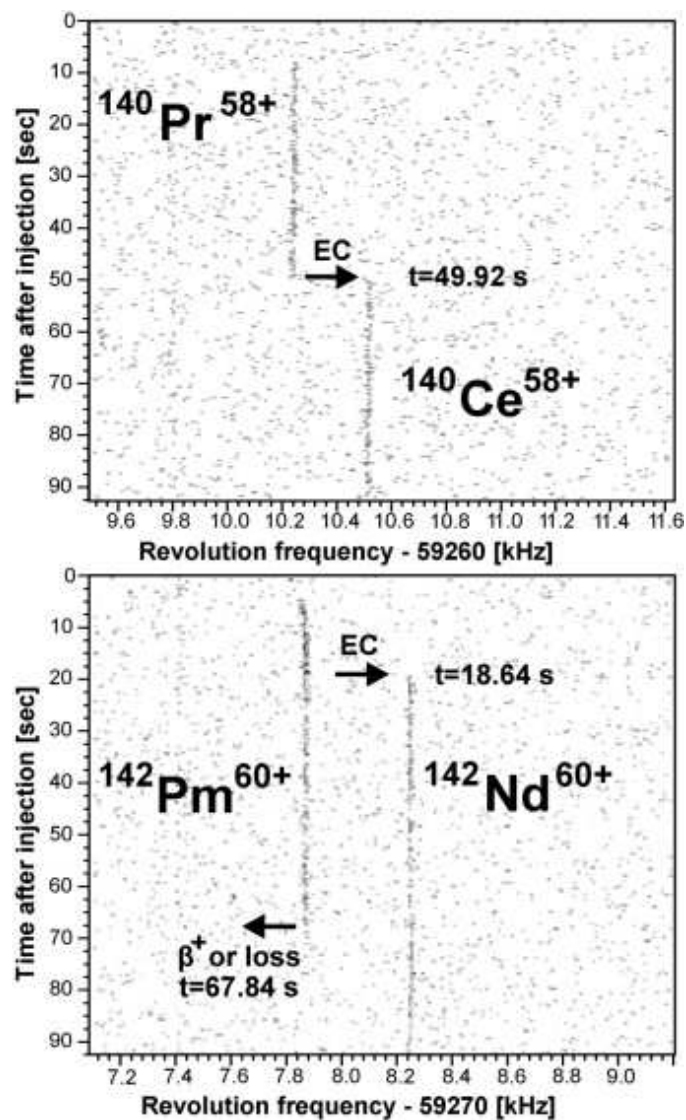 0
10
20
30
40
50
60
70
80
90
Time after injection [sec]
140Pr58+
EC
t=49.92 s
140Ce58+
9.6 9.8 10.0 10.2 10.4 10.6 10.8 11.0 11.2 11.4 11.6
Revolution frequency - 59260 [kHz]
0
10
20
30
40
50
60
70
80
90
Time after injection [sec]
EC
t=18.64 s
142Pm60+
142Nd60+
β+ or loss
t=67.84 s
7.2 7.4 7.6 7.8 8.0 8.2 8.4 8.6 8.8 9.0
Revolution frequency - 59270 [kHz]